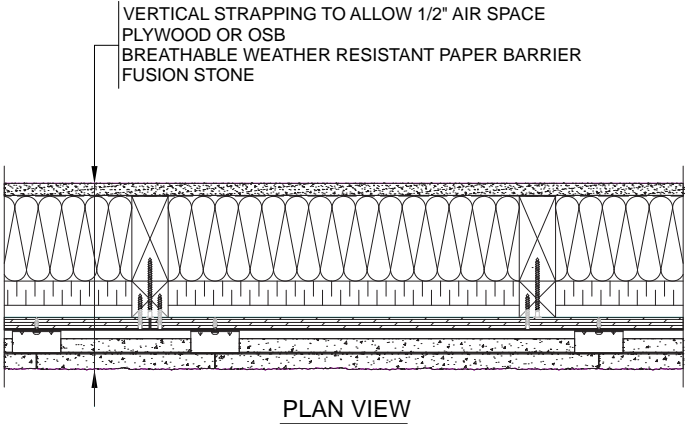 VERTICAL STRAPPING TO ALLOW 1/2" AIR SPACE
PLYWOOD OR OSB
BREATHABLE WEATHER RESISTANT PAPER BARRIER
FUSION STONE
PLAN VIEW